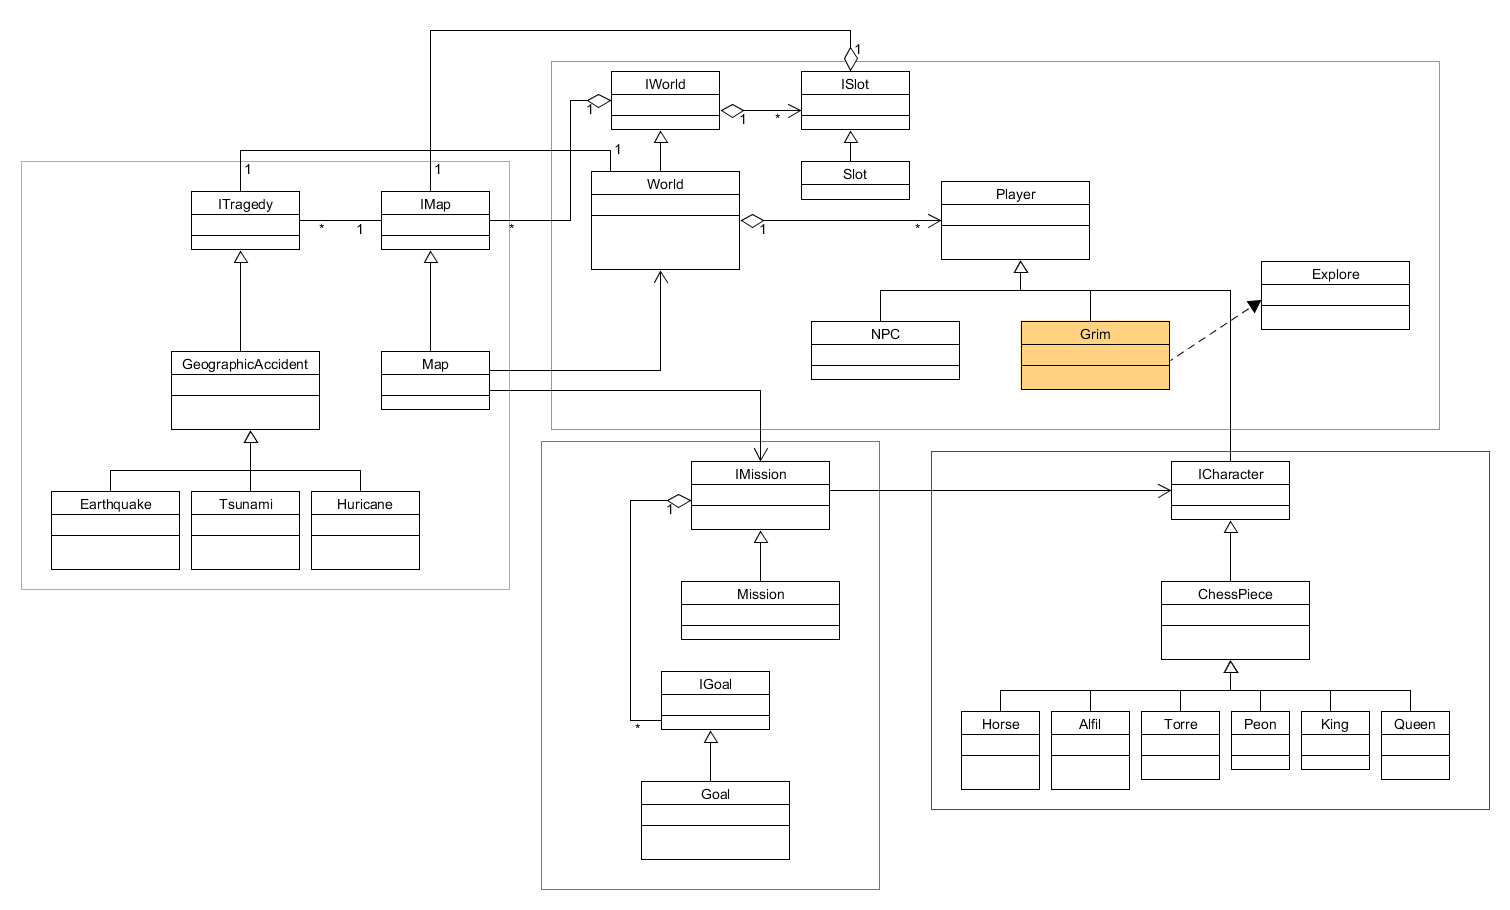 1
IWorld
ISlot
1
1
*
1
1
1
Slot
ITragedy
IMap
World
Player
*
1
*
1
*
Explore
NPC
Grim
GeographicAccident
Map
IMission
ICharacter
Earthquake
Tsunami
Huricane
1
Mission
ChessPiece
IGoal
*
Horse
Alfil
Torre
Peon
King
Queen
Goal